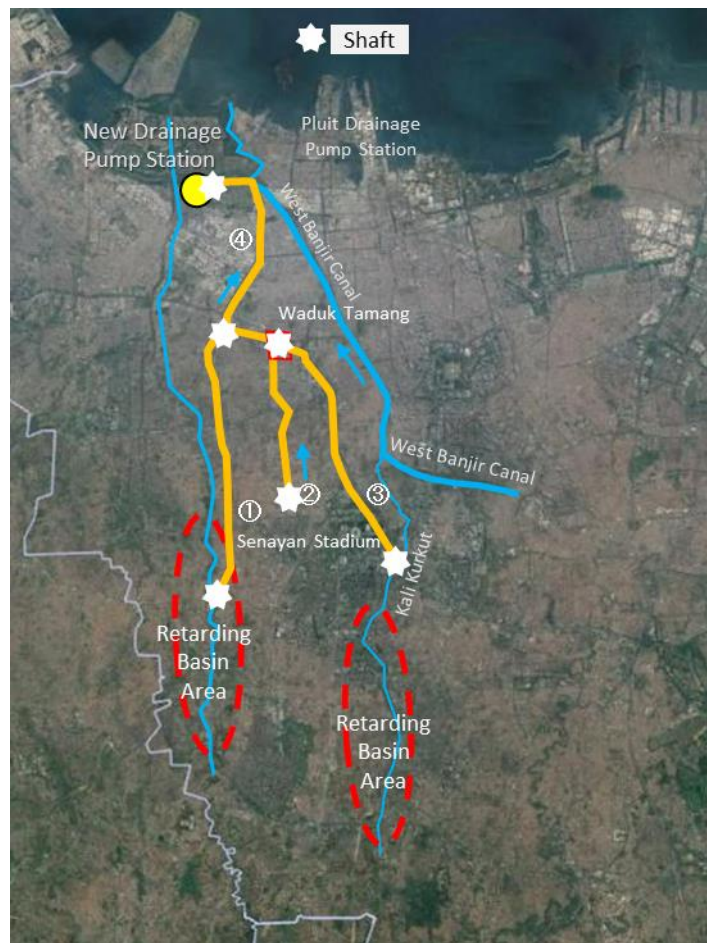 Shaft
New Drainage
Pump Station
Pluit Drainage
Pump Station
West Banjir Canal
④
Waduk Tamang
West Banjir Canal
①
②
③
Senayan Stadium
Kali Kurkut
Retarding
Basin
Area
Retarding
Basin
Area